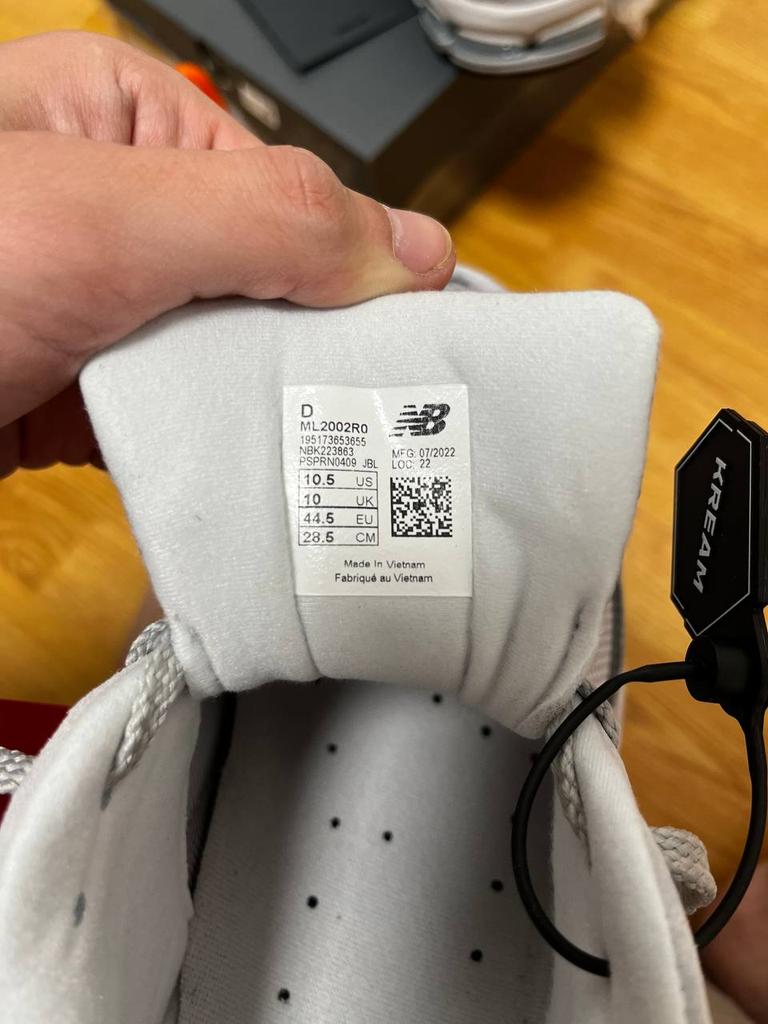 D
ML2002R0
195173653655
NBK223863
PSPRN0409 JBL
NB
MFG: 07/2022
LOC: 22
10.5 US
10 UK
44.5 EU
28.5 CM
Made In Vietnam
Fabriqué au Vietnam
KREAM